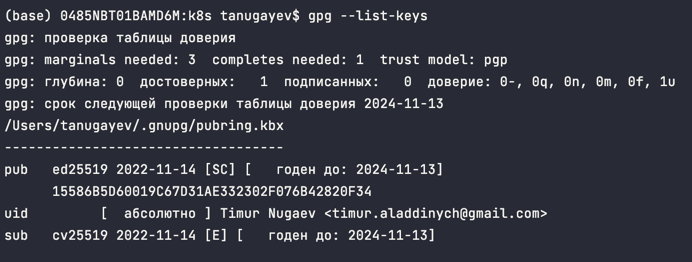 (base) 0485NBT01BAMD6M:k8s tanugayev$ gpg --list-keys
gpg: проверка таблицы доверия
gpg: marginals needed: 3  completes needed: 1  trust model: pgp
gpg: глубина: 0  достоверных:   1  подписанных:   0  доверие: 0-, 0q, 0n, 0m, 0f, 1u
gpg: срок следующей проверки таблицы доверия 2024-11-13
/Users/tanugayev/.gnupg/pubring.kbx
-----------------------------------
pub   ed25519 2022-11-14 [SC] [   годен до: 2024-11-13]
      15586B5D60019C67D31AE332302F076B42820F34
uid         [  абсолютно ] Timur Nugaev <timur.aladdinych@gmail.com>
sub   cv25519 2022-11-14 [E] [   годен до: 2024-11-13]